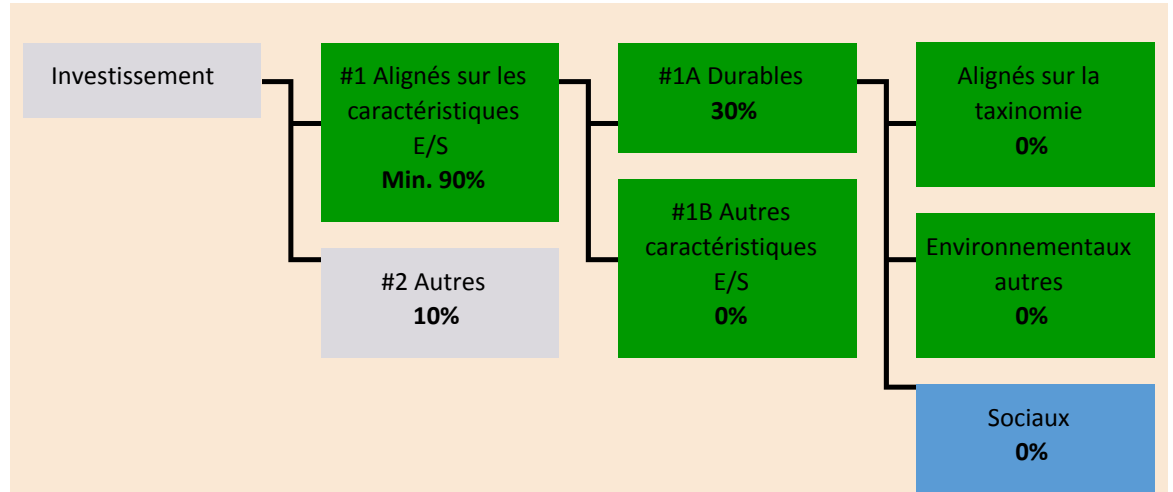 Investissement
#1 Alignés sur les
caractéristiques
E/S
Min. 90%
#2 Autres
10%
#1A Durables
30%
#1B Autres
caractéristiques
E/S
0%
Alignés sur la
taxinomie
0%
Environnementaux
autres
0%
Sociaux
0%